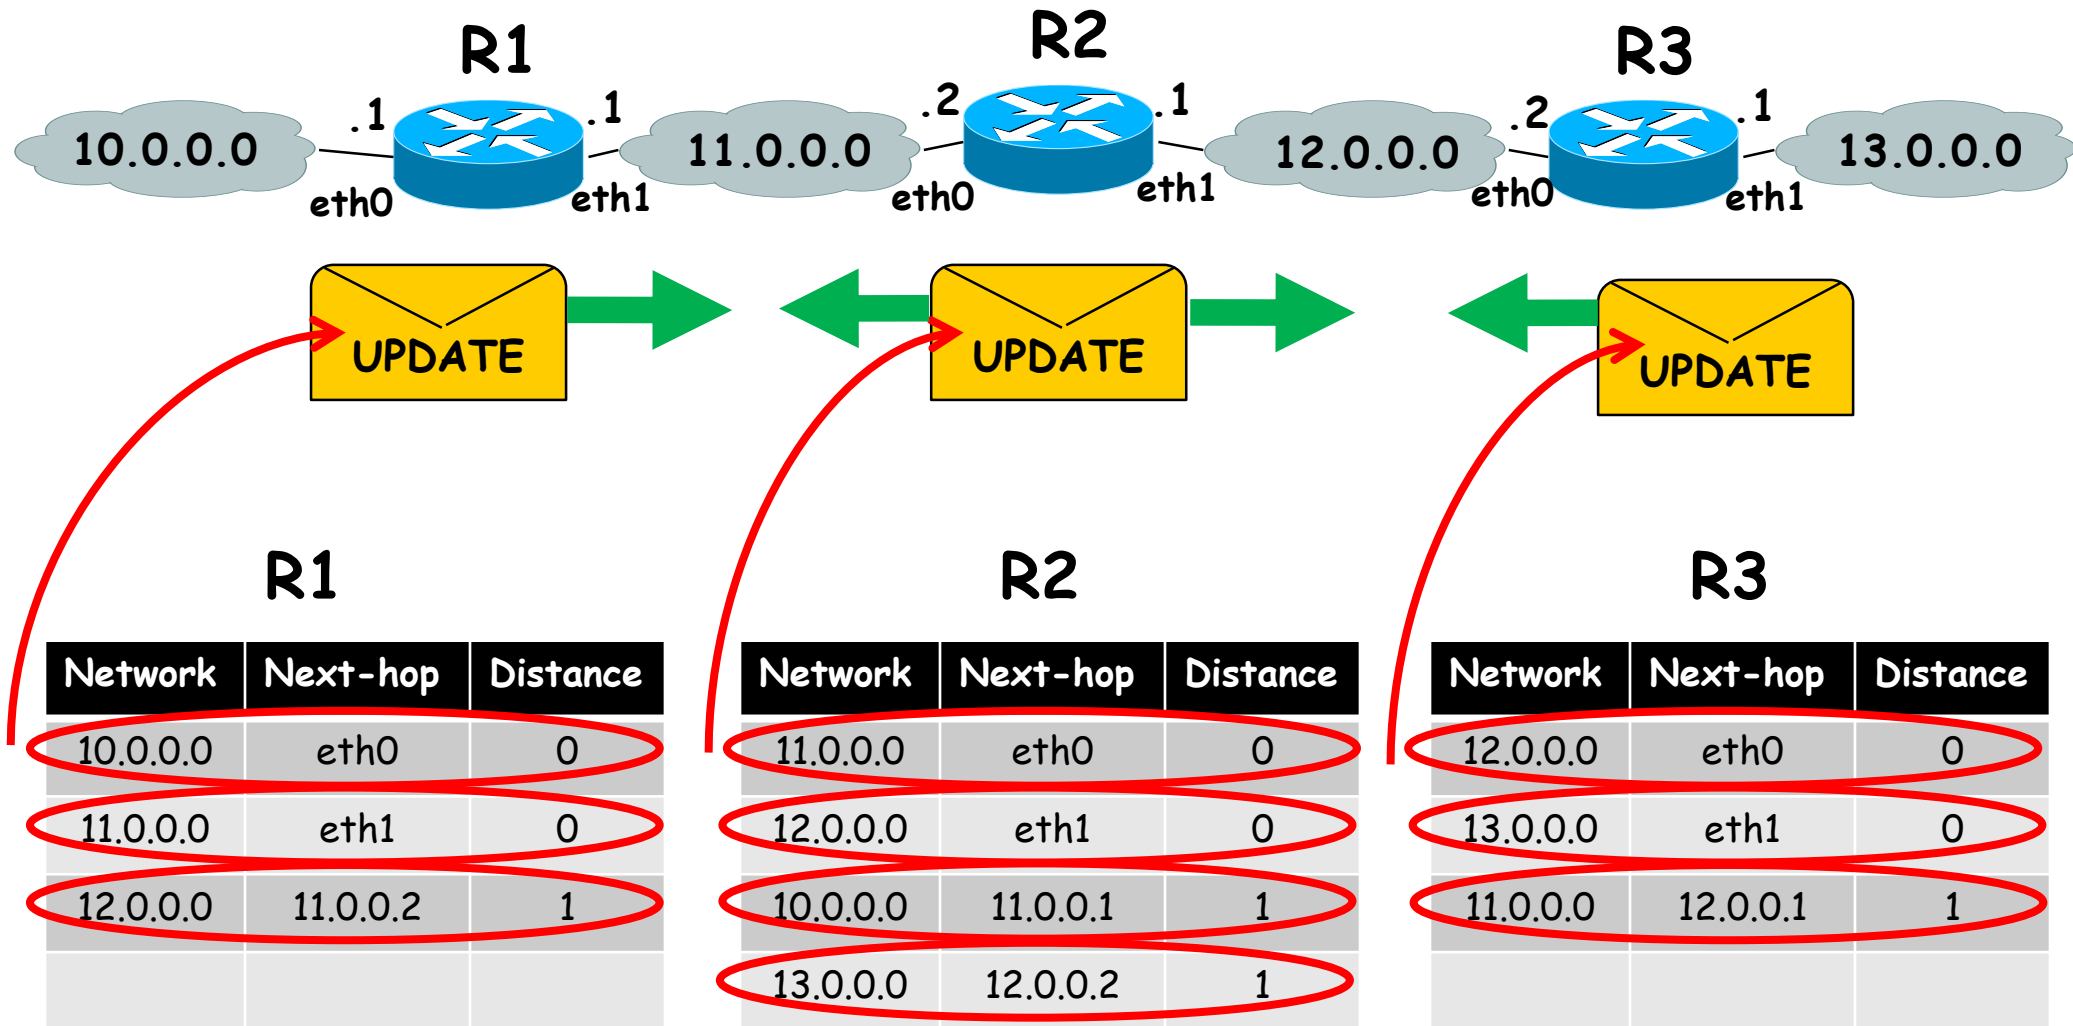 R1 R2 R3
.1 .1 .2 .1 .2 .1
10.0.0.0 11.0.0.0 12.0.0.0 13.0.0.0
eth0 eth1 eth0 eth1 eth0 eth1
UPDATE UPDATE UPDATE
R1
Network Next-hop Distance
10.0.0.0 eth0 0
11.0.0.0 eth1 0
12.0.0.0 11.0.0.2 1
R2
Network Next-hop Distance
11.0.0.0 eth0 0
12.0.0.0 eth1 0
10.0.0.0 11.0.0.1 1
13.0.0.0 12.0.0.2 1
R3
Network Next-hop Distance
12.0.0.0 eth0 0
13.0.0.0 eth1 0
11.0.0.0 12.0.0.1 1